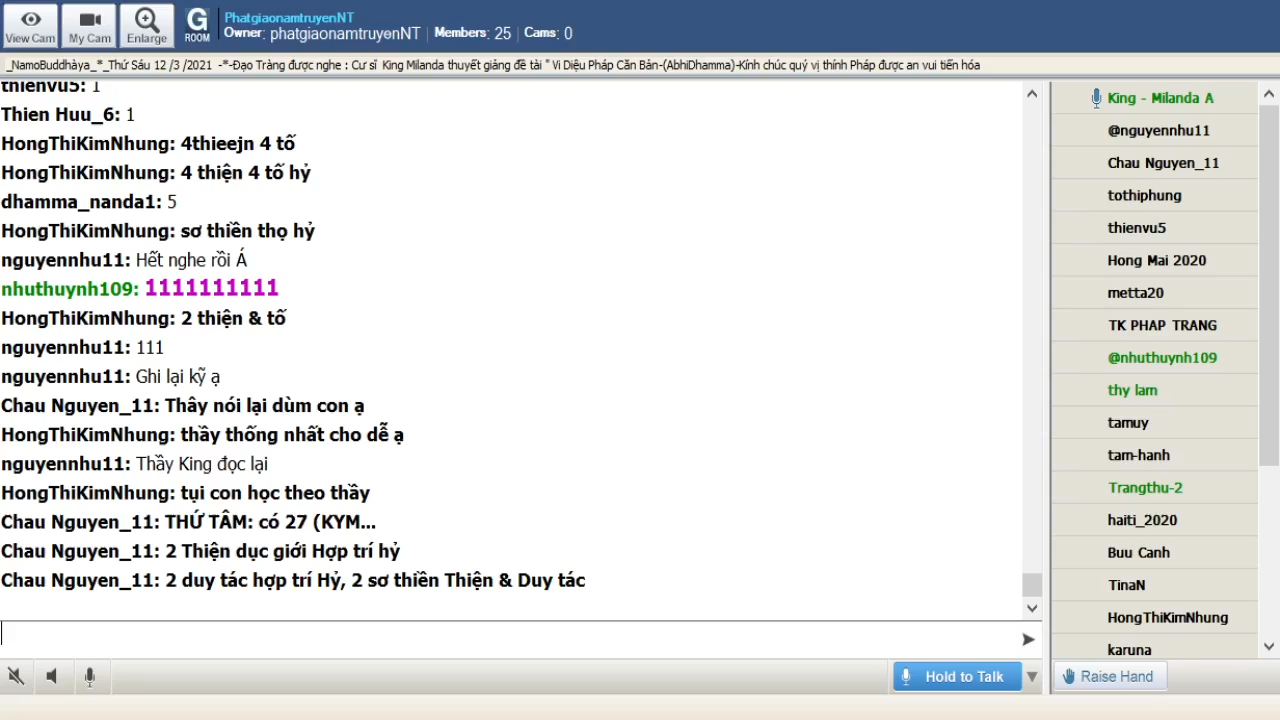 View Cam
My Cam
Enlarge
G
ROOM
PhatgiaonamtruyenNT
Owner: phatgiaonamtruyenNT | Members: 25 | Cams: 0
_NamoBuddhàya_*_Thứ Sáu 12 /3 /2021 -*-Đạo Tràng được nghe : Cư sĩ King Milanda thuyết giảng đề tài " Vi Diệu Pháp Căn Bản-(AbhiDhamma)-Kính chúc quý vị thính Pháp được an vui tiến hóa
thienvu5: 1
Thien Huu_6: 1
HongThiKimNhung: 4thieejn 4 tố
HongThiKimNhung: 4 thiện 4 tố hỷ
dhamma_nanda1: 5
HongThiKimNhung: sơ thiền thọ hỷ
nguyennhu11: Hết nghe rồi Á
nhuthuynh109: 1111111111
HongThiKimNhung: 2 thiện & tố
nguyennhu11: 111
nguyennhu11: Ghi lại kỹ ạ
Chau Nguyen_11: Thây nói lại dùm con ạ
HongThiKimNhung: thầy thống nhất cho dễ ạ
nguyennhu11: Thầy King đọc lại
HongThiKimNhung: tụi con học theo thầy
Chau Nguyen_11: THỨ TÂM: có 27 (KYM...
Chau Nguyen_11: 2 Thiện dục giới Hợp trí hỷ
Chau Nguyen_11: 2 duy tác hợp trí Hỷ, 2 sơ thiền Thiện & Duy tác
Hold to Talk
King - Milanda A
@nguyennhu11
Chau Nguyen_11
tothiphung
thienvu5
Hong Mai 2020
metta20
TK PHAP TRANG
@nhuthuynh109
thy lam
tamuy
tam-hanh
Trangthu-2
haiti_2020
Buu Canh
TinaN
HongThiKimNhung
karuna
Raise Hand